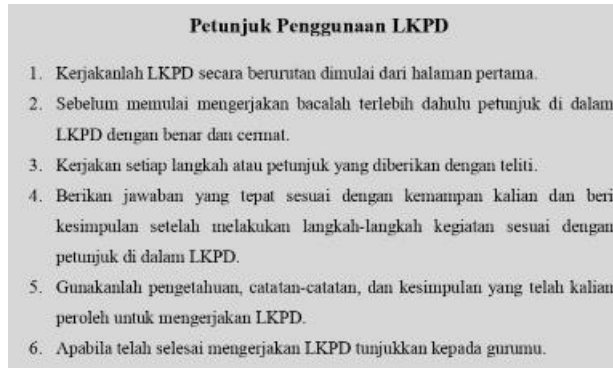 Petunjuk Penggunaan LKPD
1. Kerjakanlah LKPD secara berurutan dimulai dari halaman pertama.
2. Sebelum memulai mengerjakan bacalah terlebih dahulu petunjuk di dalam
LKPD dengan benar dan cermat.
3. Kerjakan setiap langkah atau petunjuk yang diberikan dengan teliti.
4. Berikan jawaban yang tepat sesuai dengan kemampan kalian dan beri
kesimpulan setelah melakukan langkah-langkah kegiatan sesuai dengan
petunjuk di dalam LKPD.
5. Gunakanlah pengetahuan, catatan-catatan, dan kesimpulan yang telah kalian
peroleh untuk mengerjakan LKPD.
6. Apabila telah selesai mengerjakan LKPD tunjukkan kepada gurumu.